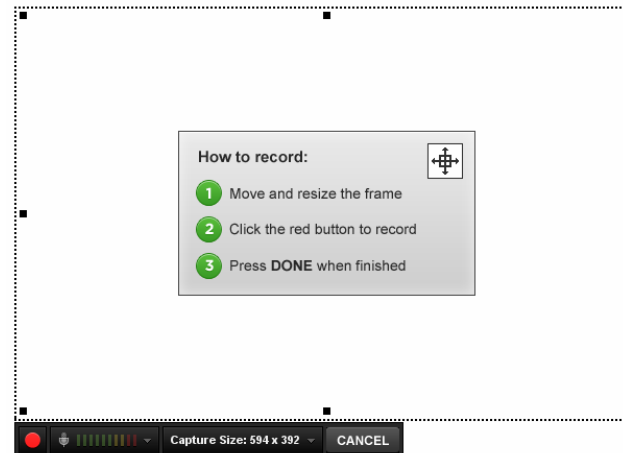 How to record:
1 Move and resize the frame
2 Click the red button to record
3 Press DONE when finished
Capture Size: 594 x 392 CANCEL